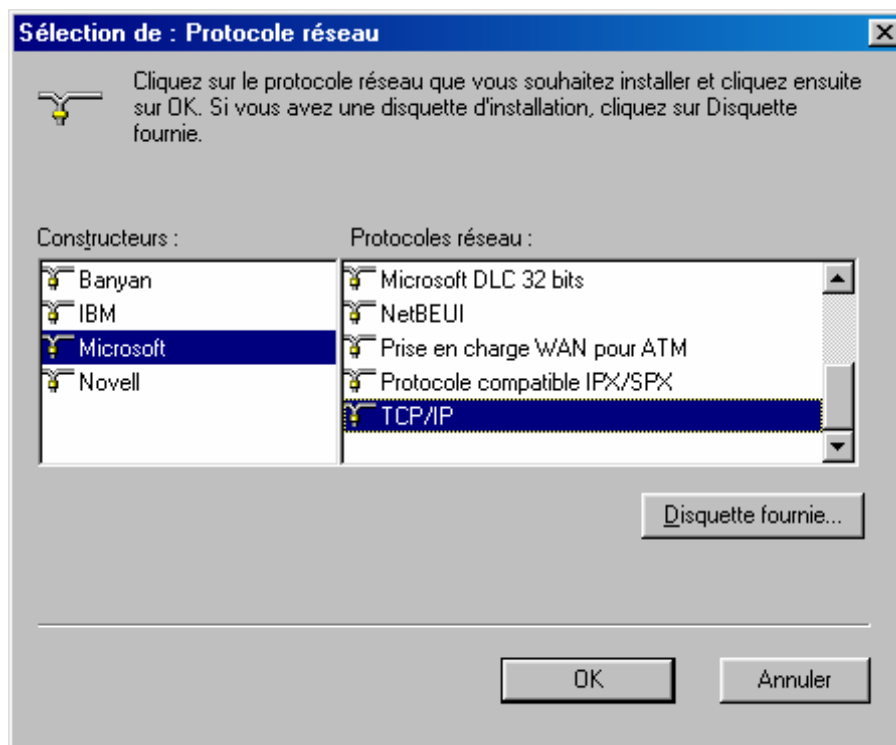 Sélection de : Protocole réseau
Cliquez sur le protocole réseau que vous souhaitez installer et cliquez ensuite
sur OK. Si vous avez une disquette d'installation, cliquez sur Disquette
fournie.
Constructeurs :
Banyan
IBM
Microsoft
Novell
Protocoles réseau :
Microsoft DLC 32 bits
NetBEUI
Prise en charge WAN pour ATM
Protocole compatible IPX/SPX
TCP/IP
Disquette fournie...
OK
Annuler